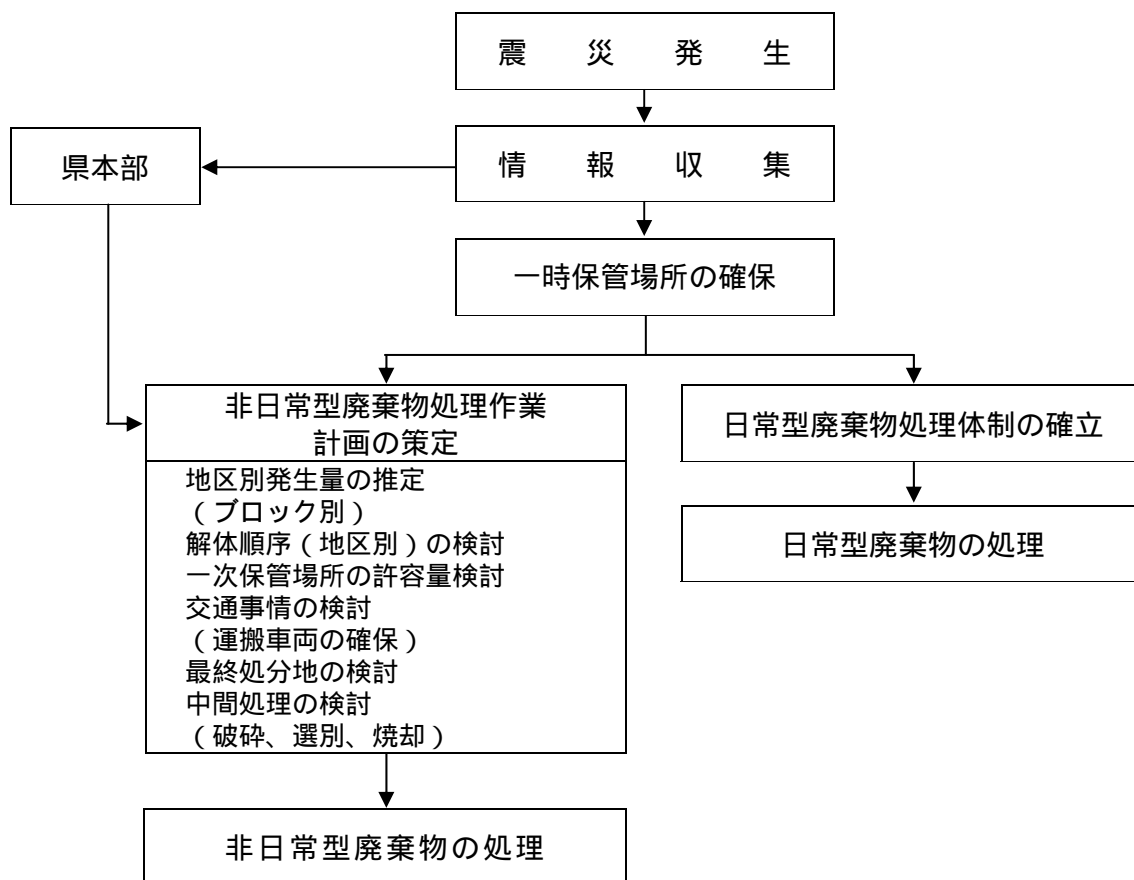 震災発生
県本部
情報収集
一時保管場所の確保
非日常型廃棄物処理作業
計画の策定
地区別発生量の推定
(ブロック別)
解体順序(地区別)の検討
一次保管場所の許容量検討
交通事情の検討
(運搬車両の確保)
最終処分地の検討
中間処理の検討
(破砕、選別、焼却)
非日常型廃棄物の処理
日常型廃棄物処理体制の確立
日常型廃棄物の処理